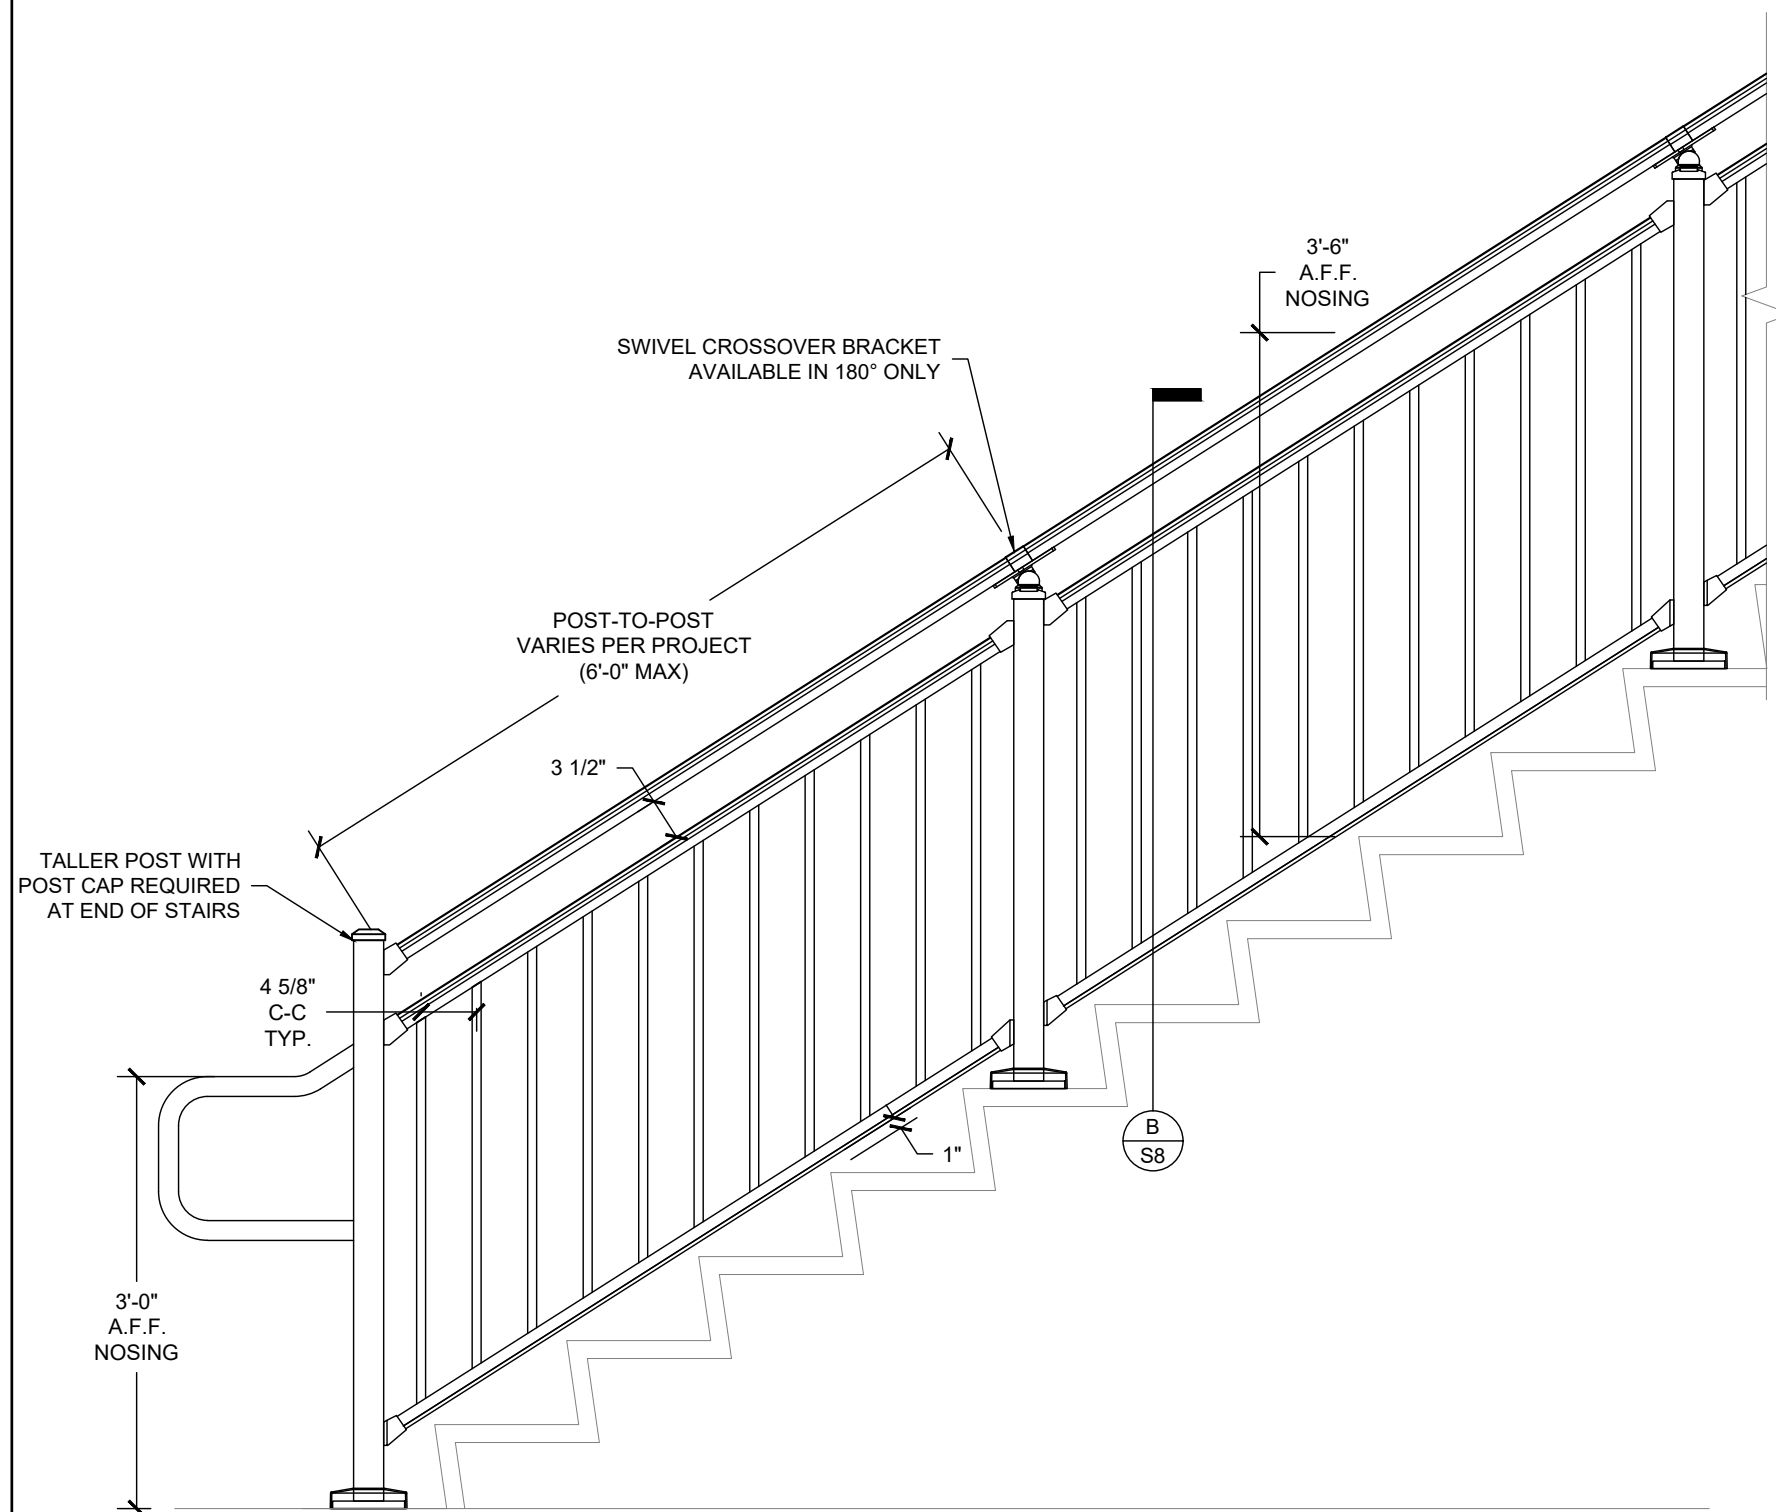 3'-6"
A.F.F.
NOSING
SWIVEL CROSSOVER BRACKET
AVAILABLE IN 180° ONLY
POST-TO-POST
VARIES PER PROJECT
(6'-0" MAX)
3 1/2"
TALLER POST WITH
POST CAP REQUIRED
AT END OF STAIRS
4 5/8"
C-C
TYP.
B
S8
1"
3'-0"
A.F.F.
NOSING